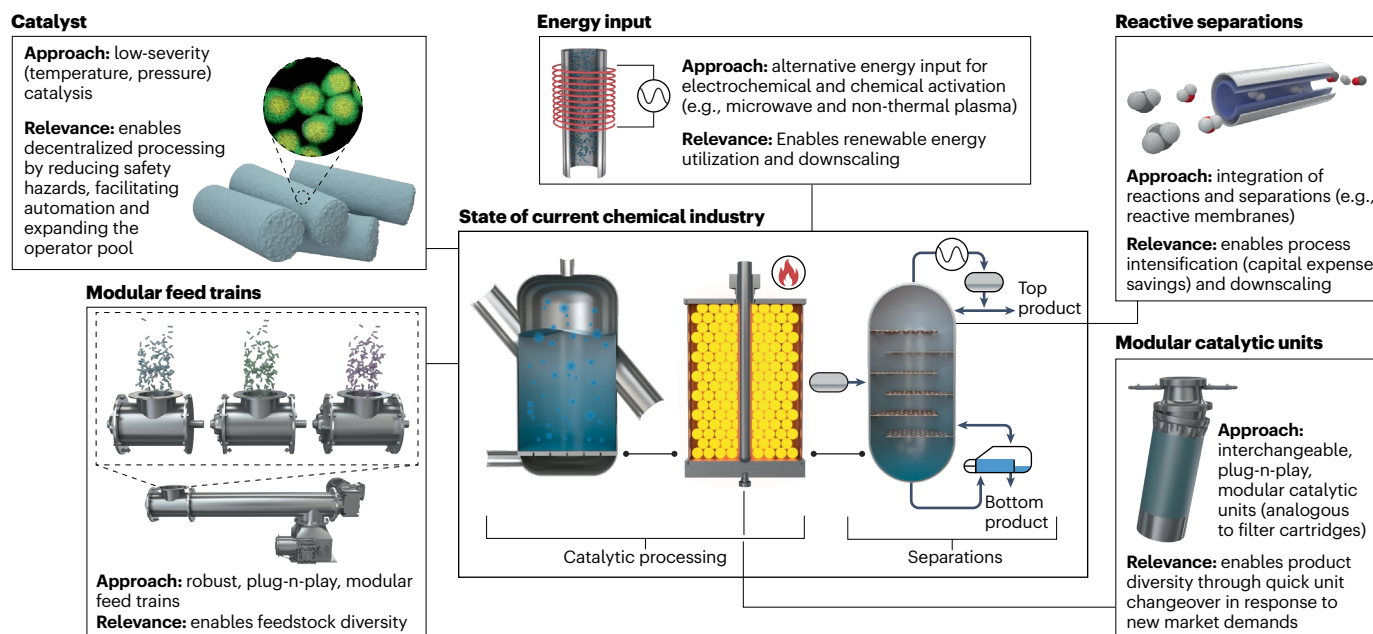 Catalyst
Approach: low-severity
(temperature, pressure)
catalysis
Relevance: enables
decentralized processing
by reducing safety
hazards, facilitating
automation and
expanding the
operator pool
Energy input
Approach: alternative energy input for
electrochemical and chemical activation
(e.g., microwave and non-thermal plasma)
Relevance: Enables renewable energy
utilization and downscaling
Reactive separations
Approach: integration of
reactions and separations (e.g.,
reactive membranes)
Relevance: enables process
intensification (capital expense
savings) and downscaling
Modular feed trains
Approach: robust, plug-n-play, modular
feed trains
Relevance: enables feedstock diversity
State of current chemical industry
Top
product
Bottom
product
Catalytic processing
Separations
Modular catalytic units
Approach:
interchangeable,
plug-n-play,
modular catalytic
units (analogous
to filter cartridges)
Relevance: enables product
diversity through quick unit
changeover in response to
new market demands